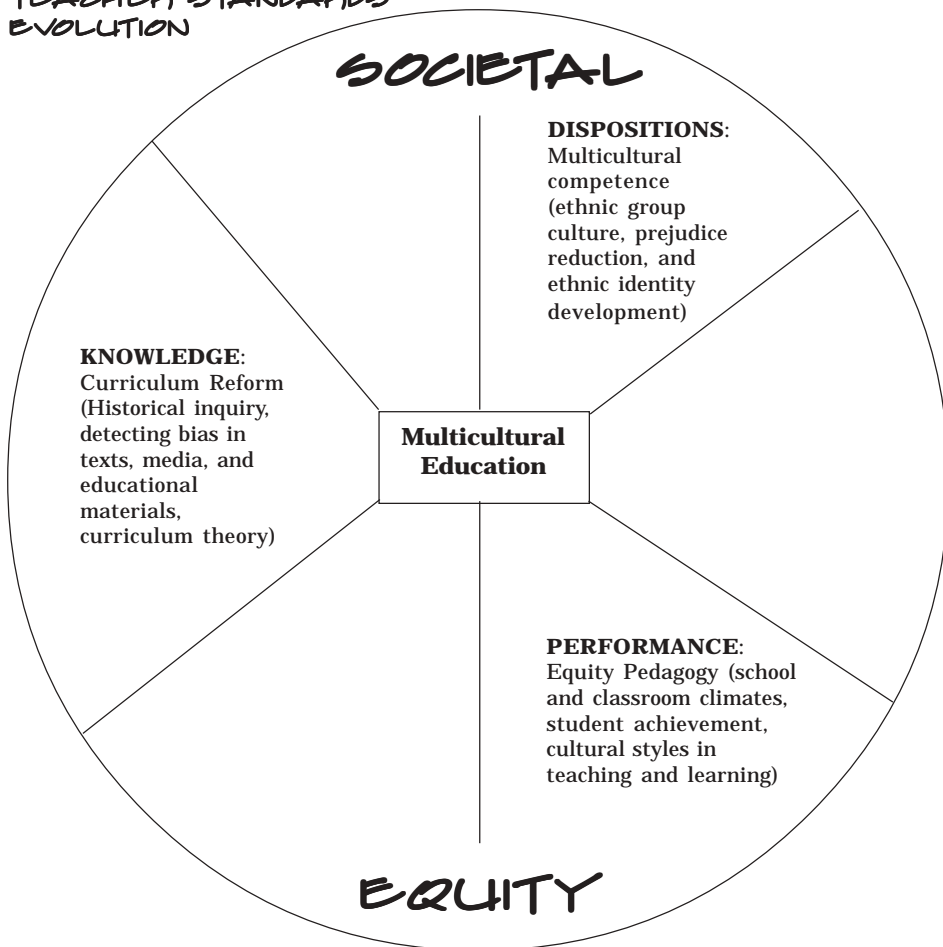 TEACHER STANDARDS
EVOLUTION
SOCIETAL
DISPOSITIONS:
Multicultural
competence
(ethnic group
culture, prejudice
reduction, and
ethnic identity
development)
KNOWLEDGE:
Curriculum Reform
(Historical inquiry,
detecting bias in
texts, media, and
educational
materials,
curriculum theory)
Multicultural
Education
PERFORMANCE:
Equity Pedagogy (school
and classroom climates,
student achievement,
cultural styles in
teaching and learning)
EQUITY